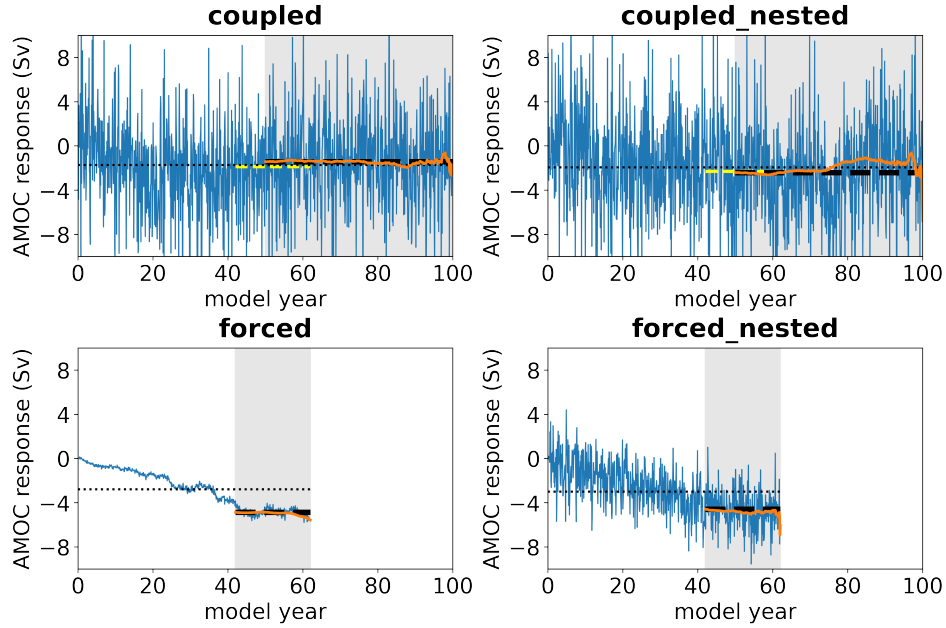 coupled
coupled_nested
AMOC response (Sv)
8
4
0
−4
−8
0 20 40 60 80 100
model year
AMOC response (Sv)
8
4
0
−4
−8
0 20 40 60 80 100
model year
forced
forced_nested
AMOC response (Sv)
8
4
0
−4
−8
0 20 40 60 80 100
model year
AMOC response (Sv)
8
4
0
−4
−8
0 20 40 60 80 100
model year